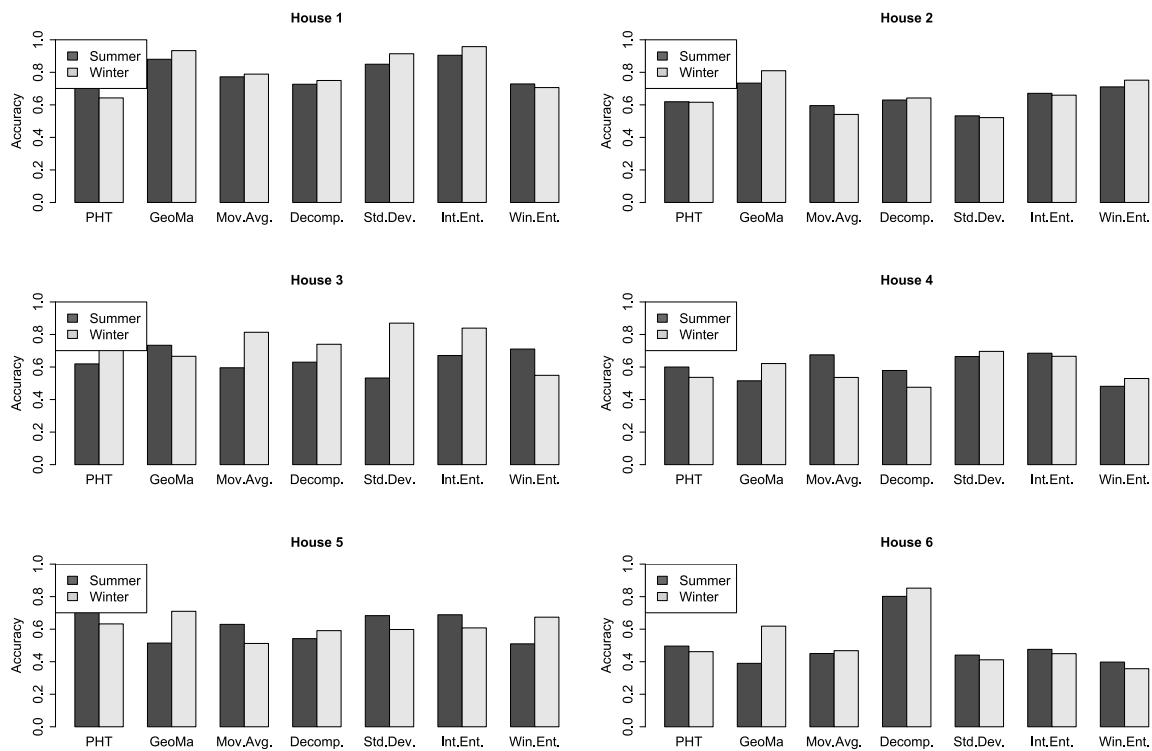 House 1
Summer
Winter
Accuracy
0.0 0.2 0.4 0.6 0.8 1.0
PHT GeoMa Mov.Avg. Decomp. Std.Dev. Int.Ent. Win.Ent.
House 2
Summer
Winter
Accuracy
0.0 0.2 0.4 0.6 0.8 1.0
PHT GeoMa Mov.Avg. Decomp. Std.Dev. Int.Ent. Win.Ent.
House 3
Summer
Winter
Accuracy
0.0 0.2 0.4 0.6 0.8 1.0
PHT GeoMa Mov.Avg. Decomp. Std.Dev. Int.Ent. Win.Ent.
House 4
Summer
Winter
Accuracy
0.0 0.2 0.4 0.6 0.8 1.0
PHT GeoMa Mov.Avg. Decomp. Std.Dev. Int.Ent. Win.Ent.
House 5
Summer
Winter
Accuracy
0.0 0.2 0.4 0.6 0.8 1.0
PHT GeoMa Mov.Avg. Decomp. Std.Dev. Int.Ent. Win.Ent.
House 6
Summer
Winter
Accuracy
0.0 0.2 0.4 0.6 0.8 1.0
PHT GeoMa Mov.Avg. Decomp. Std.Dev. Int.Ent. Win.Ent.